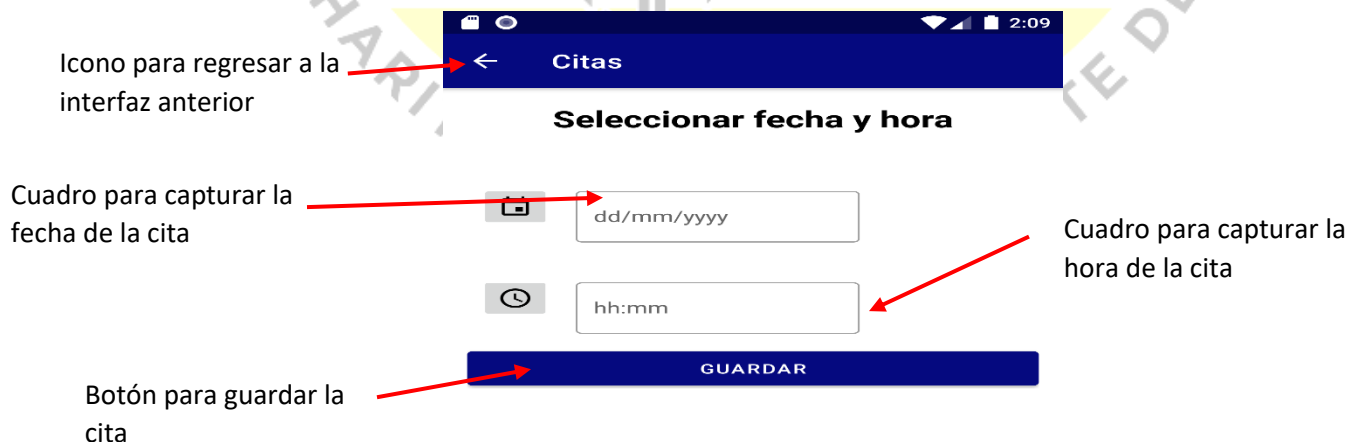 2:09
Icono para regresar a la
interfaz anterior
Citas
Seleccionar fecha y hora
Cuadro para capturar la
fecha de la cita
dd/mm/yyyy
Cuadro para capturar la
hora de la cita
hh:mm
GUARDAR
Botón para guardar la
cita